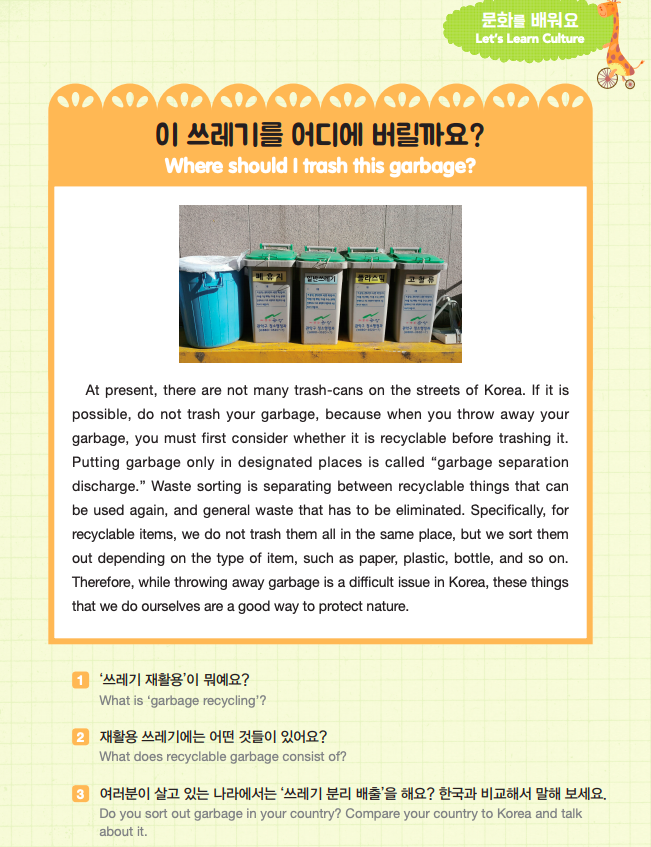 문화를 배워요
Let's Learn Culture
이 쓰레기를 어디에 버릴까요?
Where should I trash this garbage?
폐휴지
일반쓰레기
플라스틱
고철류
At present, there are not many trash-cans on the streets of Korea. If it is
possible, do not trash your garbage, because when you throw away your
garbage, you must first consider whether it is recyclable before trashing it.
Putting garbage only in designated places is called “garbage separation
discharge.” Waste sorting is separating between recyclable things that can
be used again, and general waste that has to be eliminated. Specifically, for
recyclable items, we do not trash them all in the same place, but we sort them
out depending on the type of item, such as paper, plastic, bottle, and so on.
Therefore, while throwing away garbage is a difficult issue in Korea, these things
that we do ourselves are a good way to protect nature.
1 ‘쓰레기 재활용’이 뭐예요?
What is ‘garbage recycling’?
2 재활용 쓰레기에는 어떤 것들이 있어요?
What does recyclable garbage consist of?
3 여러분이 살고 있는 나라에서는 ‘쓰레기 분리 배출’을 해요? 한국과 비교해서 말해 보세요.
Do you sort out garbage in your country? Compare your country to Korea and talk
about it.